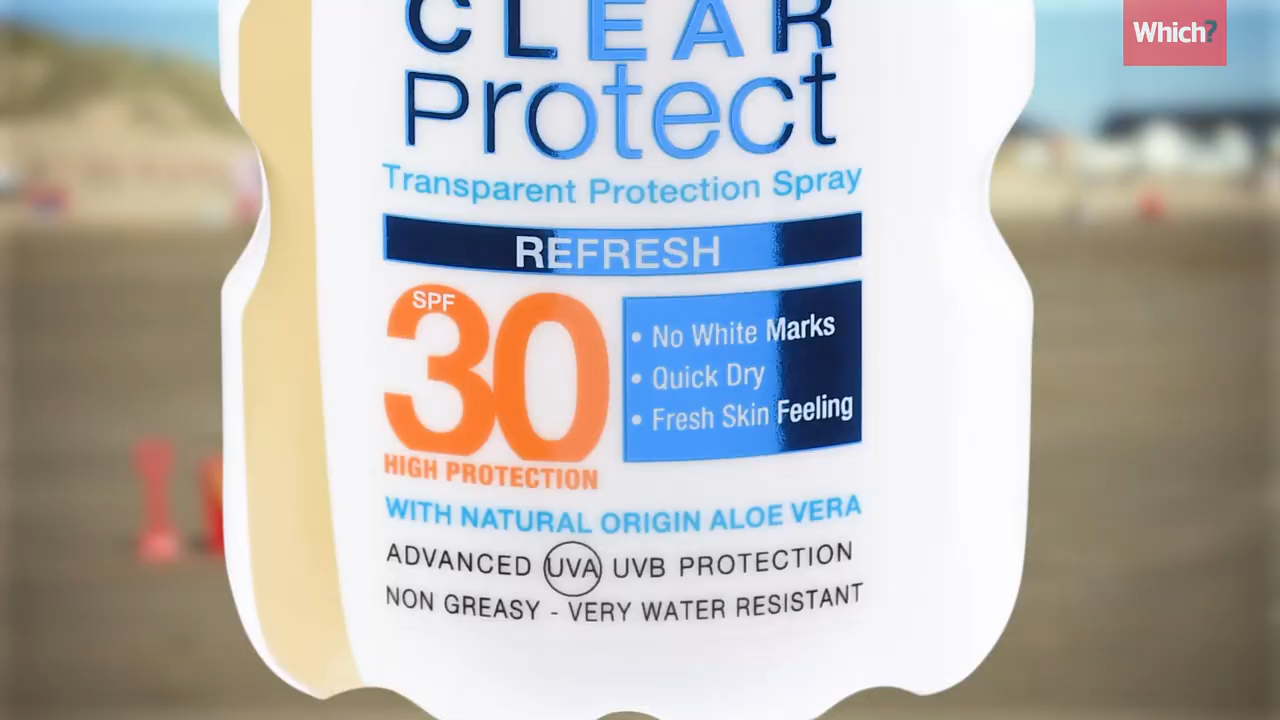 Which?
CLEAR
Protect
Transparent Protection Spray
REFRESH
SPF
30
HIGH PROTECTION
• No White Marks
• Quick Dry
• Fresh Skin Feeling
WITH NATURAL ORIGIN ALOE VERA
ADVANCED UVA UVB PROTECTION
NON GREASY - VERY WATER RESISTANT